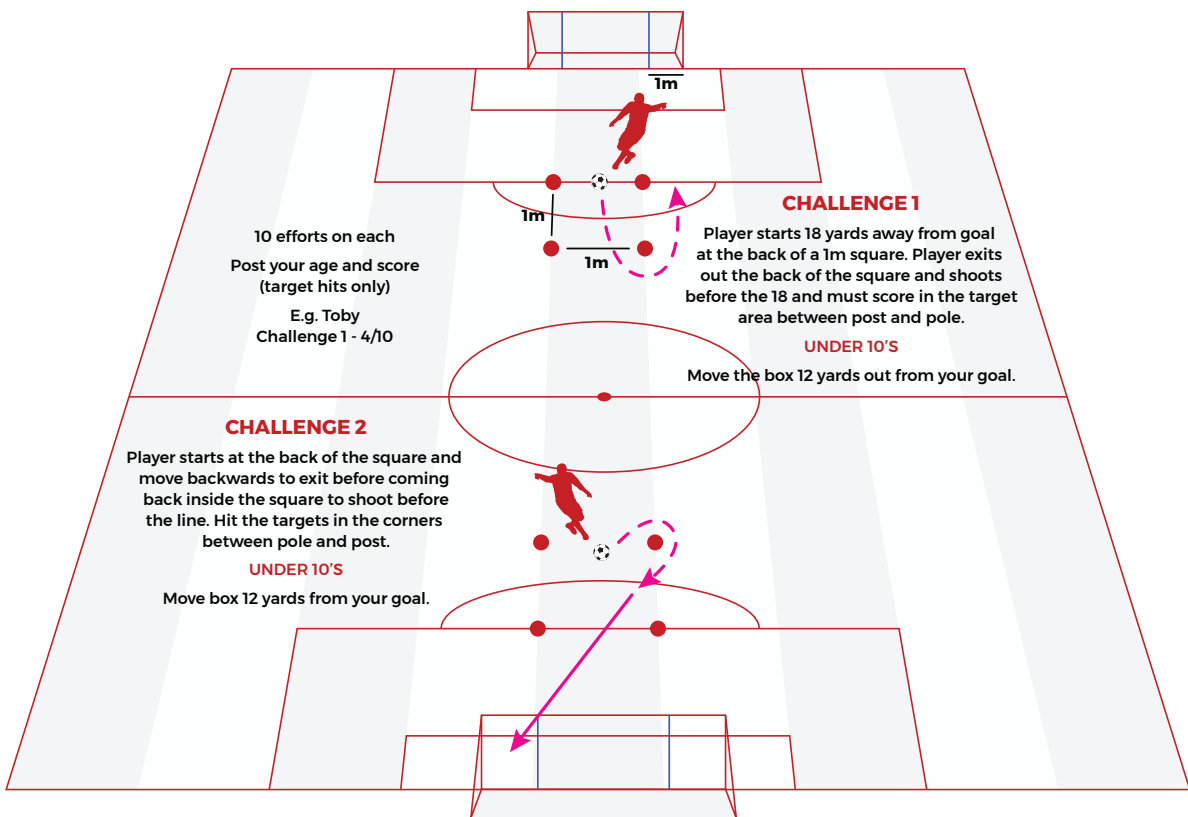 1m
1m
1m
10 efforts on each
Post your age and score
(target hits only)
E.g. Toby
Challenge 1 - 4/10
CHALLENGE 1
Player starts 18 yards away from goal
at the back of a 1m square. Player exits
out the back of the square and shoots
before the 18 and must score in the target
area between post and pole.
UNDER 10'S
Move the box 12 yards out from your goal.
CHALLENGE 2
Player starts at the back of the square and
move backwards to exit before coming
back inside the square to shoot before
the line. Hit the targets in the corners
between pole and post.
UNDER 10'S
Move box 12 yards from your goal.